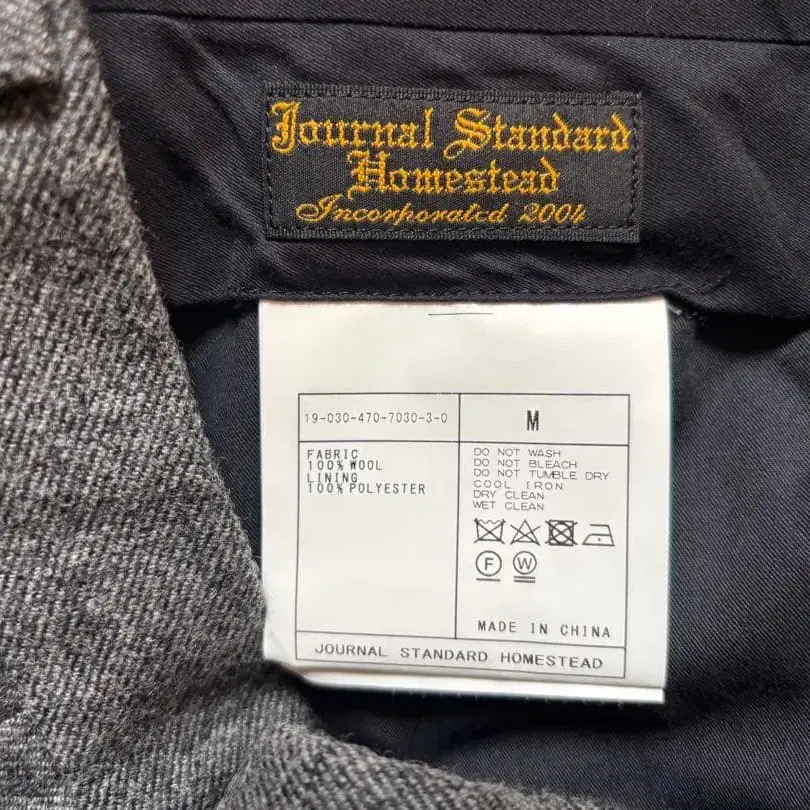 Journal Standard
Homestead
Incorporated 2004
19-030-470-7030-3-0
M
FABRIC
100% WOOL
LINING
100% POLYESTER
DO NOT WASH
DO NOT BLEACH
DO NOT TUMBLE DRY
COOL IRON
DRY CLEAN
WET CLEAN
F W
MADE IN CHINA
JOURNAL STANDARD HOMESTEAD